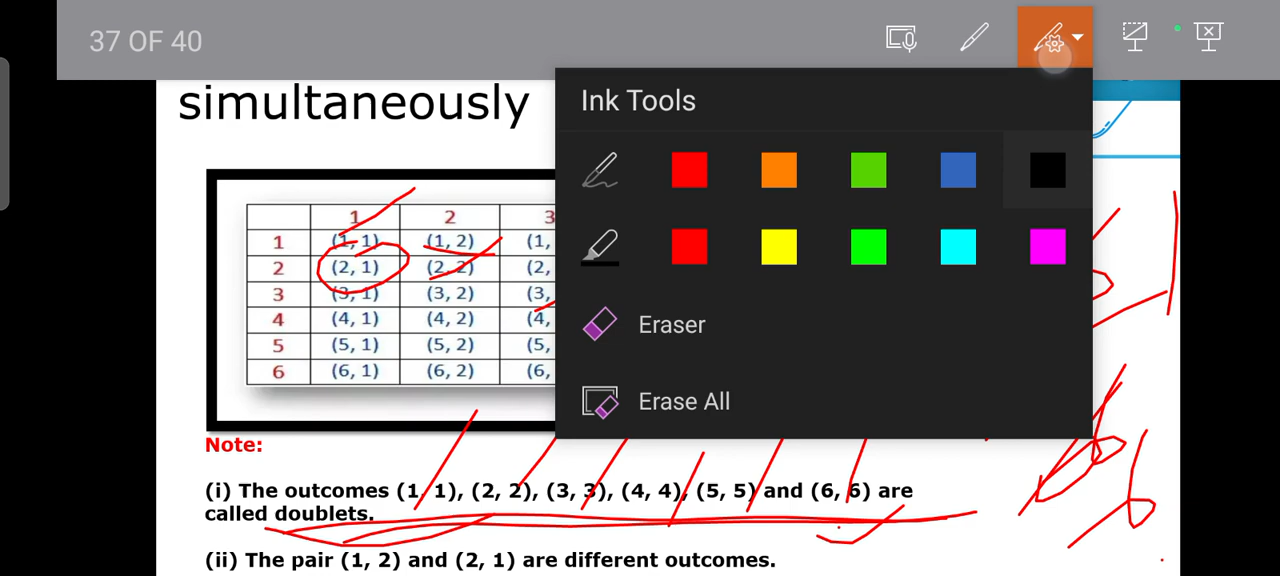 37 OF 40
simultaneously
Ink Tools
Eraser
Erase All
1 2 3
1 (1, 1) (1, 2) (1,
2 (2, 1) (2, 2) (2,
3 (3, 1) (3, 2) (3,
4 (4, 1) (4, 2) (4,
5 (5, 1) (5, 2) (5,
6 (6, 1) (6, 2) (6,
Note:
(i) The outcomes (1, 1), (2, 2), (3, 3), (4, 4), (5, 5) and (6, 6) are
called doublets.
(ii) The pair (1, 2) and (2, 1) are different outcomes.